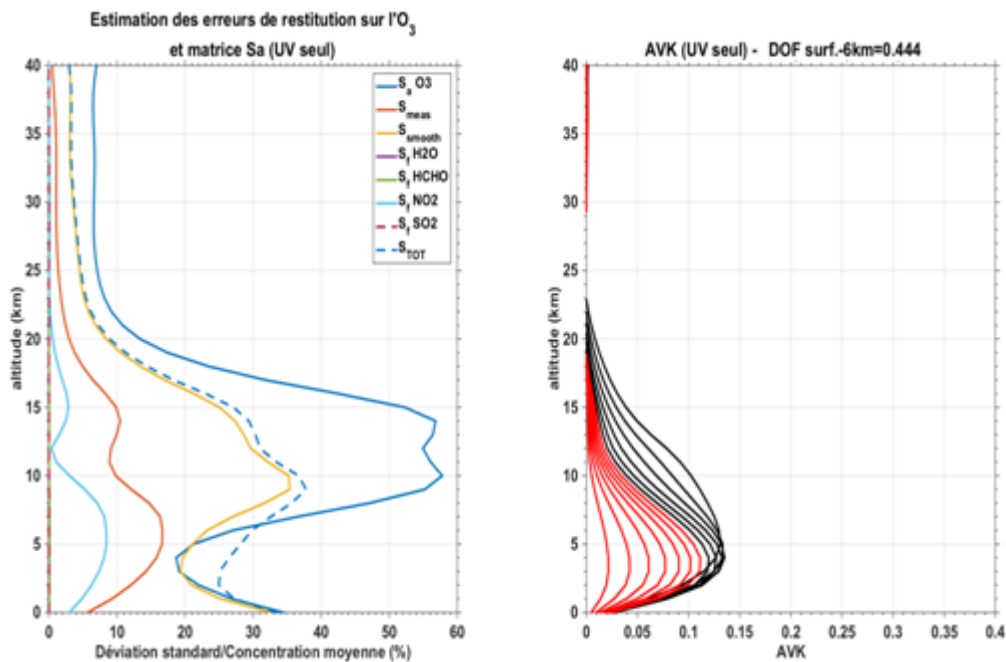 Estimation des erreurs de restitution sur l'O3
et matrice Sa (UV seul)
40
35
30
25
20
15
10
5
0
altitude (km)
Sa O3
Smeas
Ssmooth
Sf H2O
Sf HCHO
Sf NO2
Sf SO2
STOT
0 10 20 30 40 50 60
Déviation standard/Concentration moyenne (%)
AVK (UV seul) - DOF surf.-6km=0.444
40
35
30
25
20
15
10
5
0
altitude (km)
0 0.05 0.1 0.15 0.2 0.25 0.3 0.35 0.4
AVK